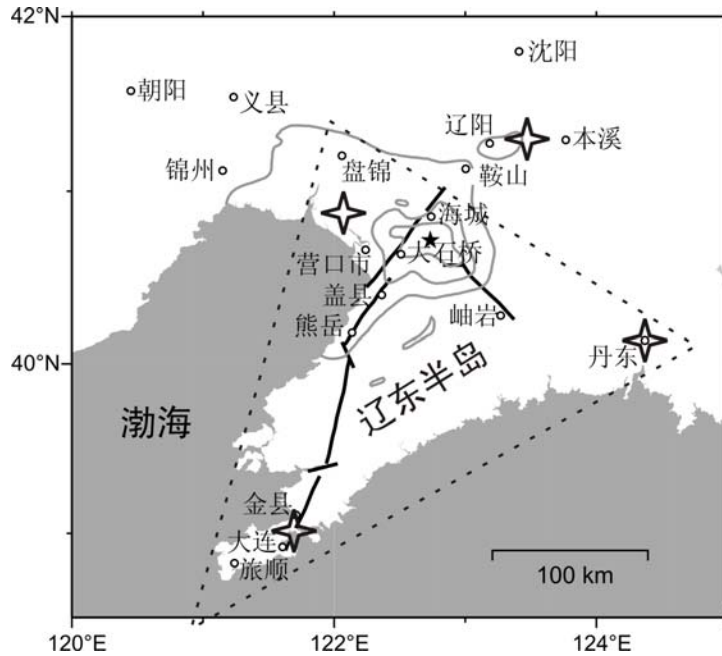 42°N
沈阳
朝阳
义县
辽阳
本溪
锦州
盘锦
鞍山
海城
营口市
大石桥
盖县
岫岩
熊岳
40°N
丹东
辽东半岛
渤海
金县
大连
旅顺
100 km
120°E
122°E
124°E